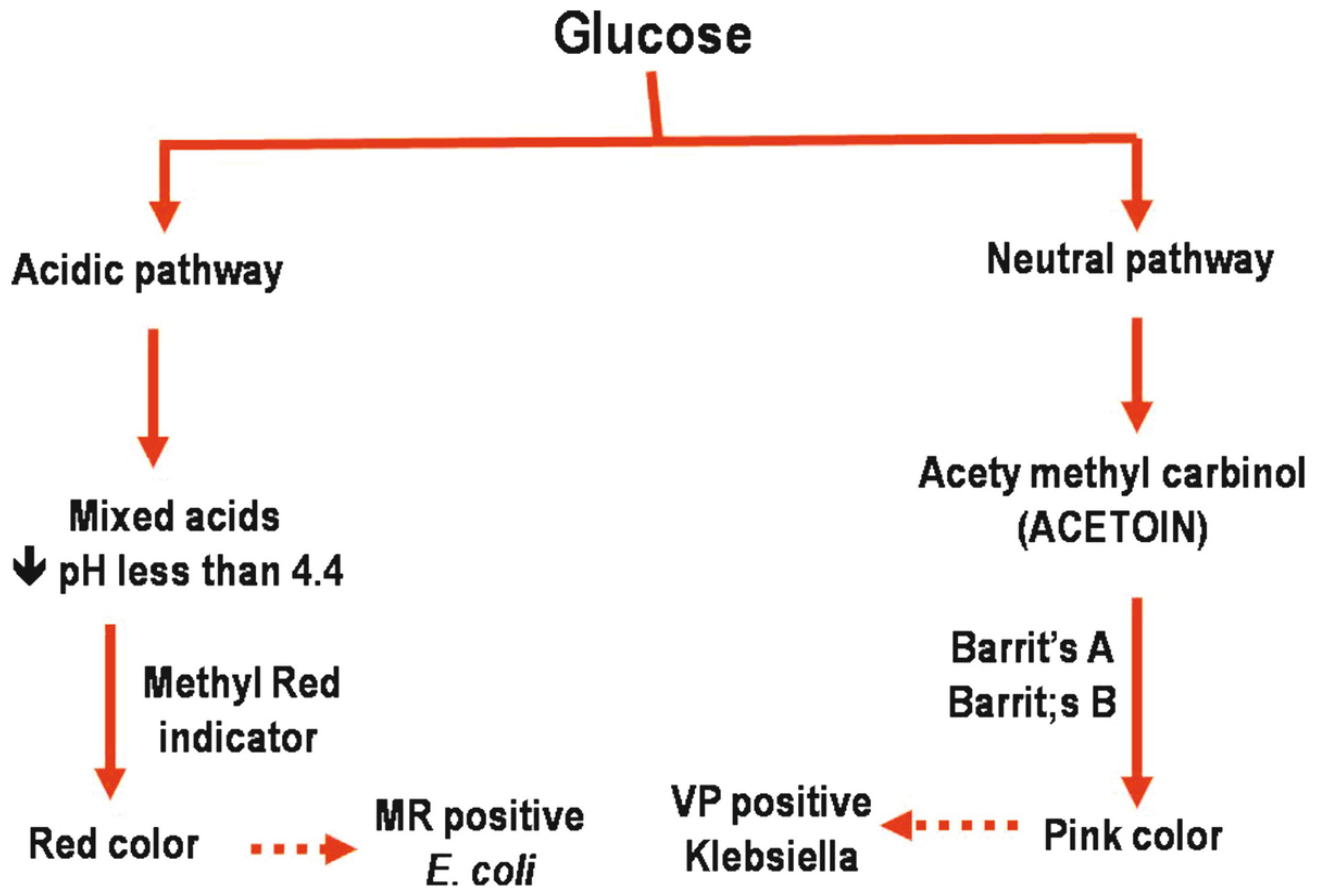 Glucose
Acidic pathway
Neutral pathway
Mixed acids
🡻 pH less than 4.4
Acety methyl carbinol
(ACETOIN)
Methyl Red
indicator
Barrit's A
Barrit;s B
Red color
MR positive
E. coli
VP positive
Klebsiella
Pink color